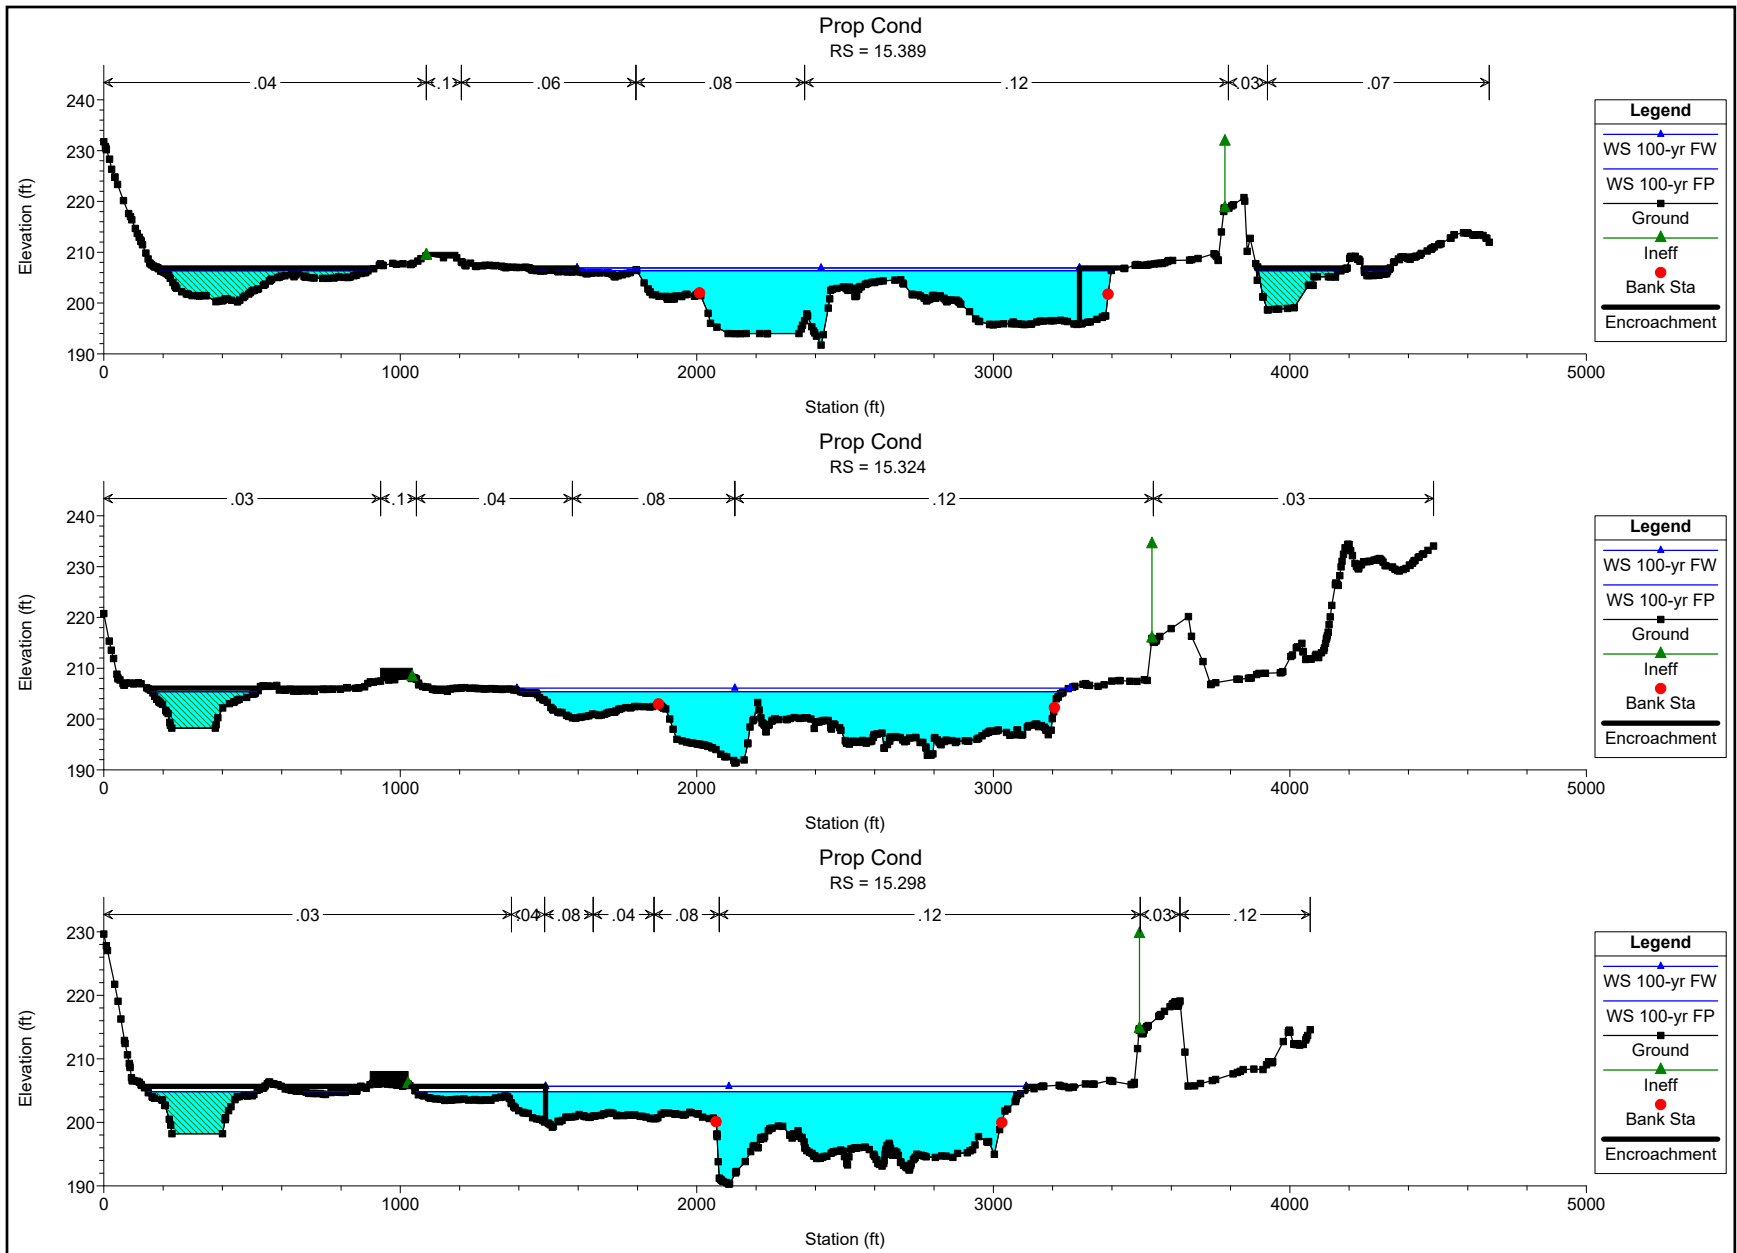 Prop Cond
RS = 15.389
.04 .1 .06 .08 .12 .03 .07
240
230
220
210
200
190
0 1000 2000 3000 4000 5000
Elevation (ft)
Station (ft)
Legend
WS 100-yr FW
WS 100-yr FP
Ground
Ineff
Bank Sta
Encroachment
Prop Cond
RS = 15.324
.03 .1 .04 .08 .12 .03
240
230
220
210
200
190
0 1000 2000 3000 4000 5000
Elevation (ft)
Station (ft)
Legend
WS 100-yr FW
WS 100-yr FP
Ground
Ineff
Bank Sta
Encroachment
Prop Cond
RS = 15.298
.03 .04 .08 .04 .08 .12 .03 .12
230
220
210
200
190
0 1000 2000 3000 4000 5000
Elevation (ft)
Station (ft)
Legend
WS 100-yr FW
WS 100-yr FP
Ground
Ineff
Bank Sta
Encroachment